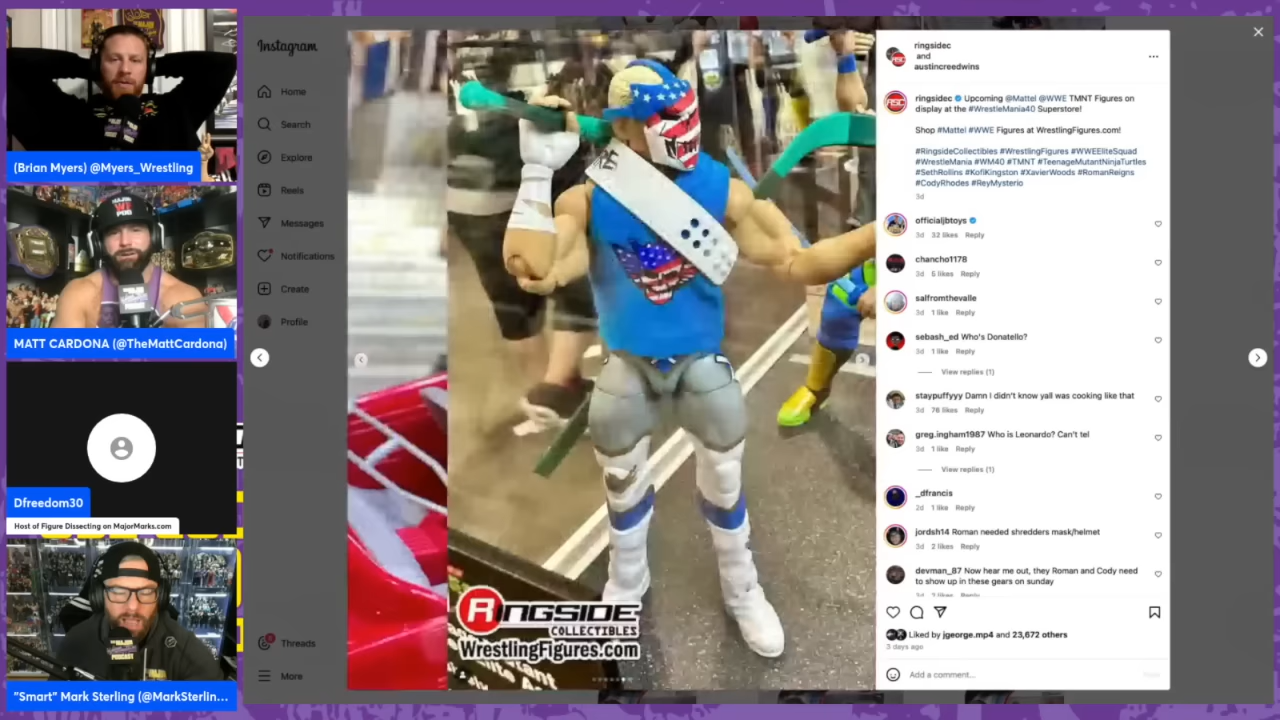 (Brian Myers) @Myers_Wrestling
MATT CARDONA (@TheMattCardona)
Dfreedom30
Host of Figure Dissecting on MajorMarks.com
"Smart" Mark Sterling (@MarkSterlin...
Instagram
Home
Search
Explore
Reels
Messages
Notifications
Create
Profile
Threads
More
RINGSIDE
COLLECTIBLES
WrestlingFigures.com
ringsidec
and
austincreedwins
ringsidec Upcoming @Mattel @WWE TMNT Figures on
display at the #WrestleMania40 Superstore!
Shop #Mattel #WWE Figures at WrestlingFigures.com!
#RingsideCollectibles #WrestlingFigures #WWEEliteSquad
#WrestleMania #WM40 #TMNT #TeenageMutantNinjaTurtles
#SethRollins #KofiKingston #XavierWoods #RomanReigns
#CodyRhodes #ReyMysterio
3d
officialjbtoys
3d 32 likes Reply
chancho1178
3d 5 likes Reply
salfromthevalle
3d 1 like Reply
sebash_ed Who's Donatello?
3d 1 like Reply
View replies (1)
staypuffyyy Damn I didn't know yall was cooking like that
3d 76 likes Reply
greg.ingham1987 Who is Leonardo? Can't tel
3d 1 like Reply
View replies (1)
_dfrancis
2d 1 like Reply
jordsh14 Roman needed shredders mask/helmet
3d 2 likes Reply
devman_87 Now hear me out, they Roman and Cody need
to show up in these gears on sunday
Liked by jgeorge.mp4 and 23,672 others
3 days ago
Add a comment...